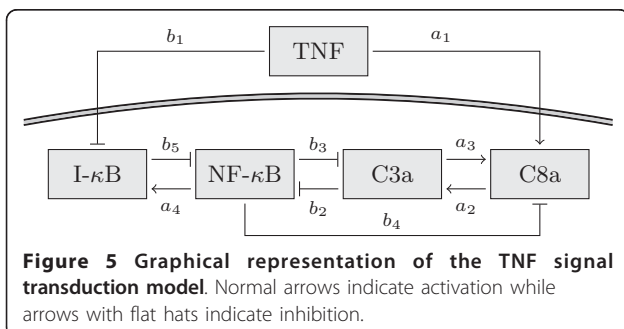 b₁ TNF a₁
I-κB b₅ a₄ NF-κB b₃ b₂ C3a a₃ a₂ C8a
b₄
Figure 5 Graphical representation of the TNF signal
transduction model. Normal arrows indicate activation while
arrows with flat hats indicate inhibition.